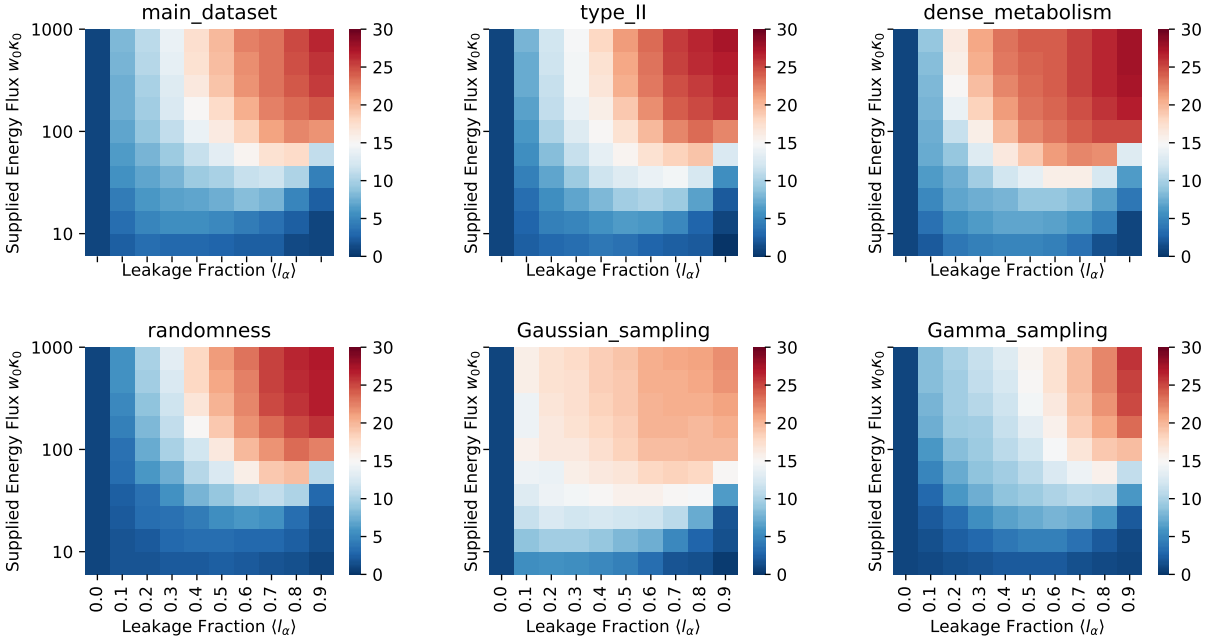 main_dataset
type_II
dense_metabolism
Supplied Energy Flux w₀κ₀
1000
100
10
30
25
20
15
10
5
0
Leakage Fraction ⟨lα⟩
Supplied Energy Flux w₀κ₀
30
25
20
15
10
5
0
Leakage Fraction ⟨lα⟩
Supplied Energy Flux w₀κ₀
30
25
20
15
10
5
0
Leakage Fraction ⟨lα⟩
randomness
Gaussian_sampling
Gamma_sampling
Supplied Energy Flux w₀κ₀
1000
100
10
30
25
20
15
10
5
0
0.0 0.1 0.2 0.3 0.4 0.5 0.6 0.7 0.8 0.9
Leakage Fraction ⟨lα⟩
Supplied Energy Flux w₀κ₀
30
25
20
15
10
5
0
0.0 0.1 0.2 0.3 0.4 0.5 0.6 0.7 0.8 0.9
Leakage Fraction ⟨lα⟩
Supplied Energy Flux w₀κ₀
30
25
20
15
10
5
0
0.0 0.1 0.2 0.3 0.4 0.5 0.6 0.7 0.8 0.9
Leakage Fraction ⟨lα⟩